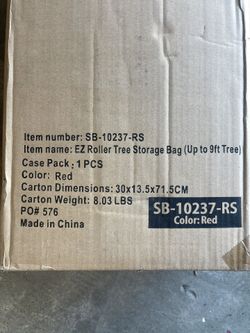 Item number: SB-10237-RS
Item name: EZ Roller Tree Storage Bag (Up to 9ft Tree)
Case Pack: 1 PCS
Color: Red
Carton Dimensions: 30x13.5x71.5CM
Carton Weight: 8.03 LBS
PO# 576
Made in China
SB-10237-RS
Color: Red